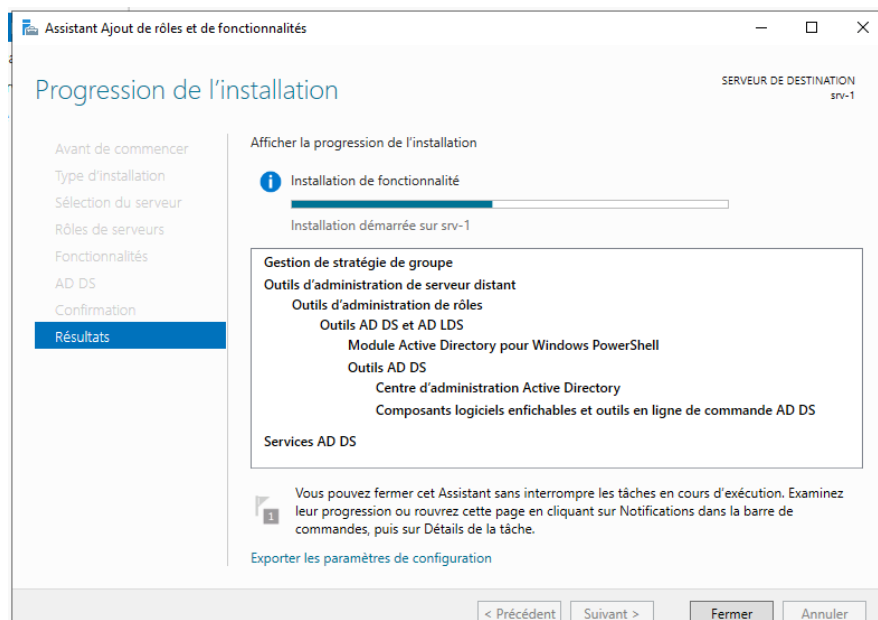 Assistant Ajout de rôles et de fonctionnalités
Progression de l'installation
SERVEUR DE DESTINATION
srv-1
Avant de commencer
Type d'installation
Sélection du serveur
Rôles de serveurs
Fonctionnalités
AD DS
Confirmation
Résultats
Afficher la progression de l'installation
Installation de fonctionnalité
Installation démarrée sur srv-1
Gestion de stratégie de groupe
Outils d'administration de serveur distant
Outils d'administration de rôles
Outils AD DS et AD LDS
Module Active Directory pour Windows PowerShell
Outils AD DS
Centre d'administration Active Directory
Composants logiciels enfichables et outils en ligne de commande AD DS
Services AD DS
1
Vous pouvez fermer cet Assistant sans interrompre les tâches en cours d'exécution. Examinez
leur progression ou rouvrez cette page en cliquant sur Notifications dans la barre de
commandes, puis sur Détails de la tâche.
Exporter les paramètres de configuration
< Précédent
Suivant >
Fermer
Annuler